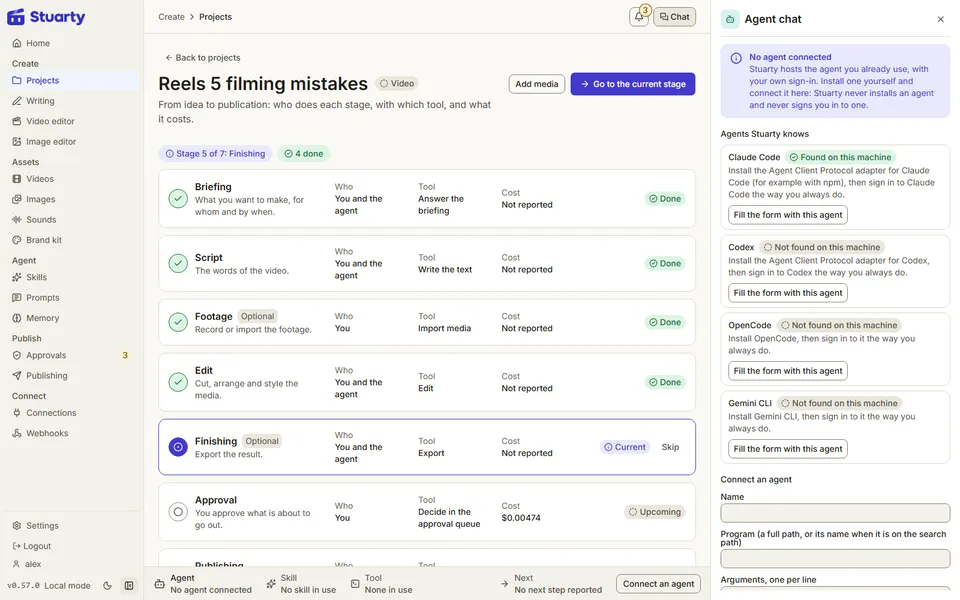 Stuarty
Home
Create
Projects
Writing
Video editor
Image editor
Assets
Videos
Images
Sounds
Brand kit
Agent
Skills
Prompts
Memory
Publish
Approvals 3
Publishing
Connect
Connections
Webhooks
Settings
Logout
alex
v0.57.0 Local mode
Create > Projects
3
Chat
← Back to projects
Reels 5 filming mistakes Video
From idea to publication: who does each stage, with which tool, and what
it costs.
Add media
→ Go to the current stage
Stage 5 of 7: Finishing 4 done
Briefing
What you want to make, for
whom and by when.
Who
You and the
agent
Tool
Answer the
briefing
Cost
Not reported
Done
Script
The words of the video.
Who
You and the
agent
Tool
Write the text
Cost
Not reported
Done
Footage Optional
Record or import the footage.
Who
You
Tool
Import media
Cost
Not reported
Done
Edit
Cut, arrange and style the
media.
Who
You and the
agent
Tool
Edit
Cost
Not reported
Done
Finishing Optional
Export the result.
Who
You and the
agent
Tool
Export
Cost
Not reported
Current Skip
Approval
You approve what is about to
go out.
Who
You
Tool
Decide in the
approval queue
Cost
$0.00474
Upcoming
Publishing
Agent
No agent connected
Skill
No skill in use
Tool
None in use
→ Next
No next step reported
Connect an agent
Agent chat
No agent connected
Stuarty hosts the agent you already use, with
your own sign-in. Install one yourself and
connect it here: Stuarty never installs an agent
and never signs you in to one.
Agents Stuarty knows
Claude Code Found on this machine
Install the Agent Client Protocol adapter for Claude
Code (for example with npm), then sign in to Claude
Code the way you always do.
Fill the form with this agent
Codex Not found on this machine
Install the Agent Client Protocol adapter for Codex,
then sign in to Codex the way you always do.
Fill the form with this agent
OpenCode Not found on this machine
Install OpenCode, then sign in to it the way you
always do.
Fill the form with this agent
Gemini CLI Not found on this machine
Install Gemini CLI, then sign in to it the way you
always do.
Fill the form with this agent
Connect an agent
Name
Program (a full path, or its name when it is on the search
path)
Arguments, one per line